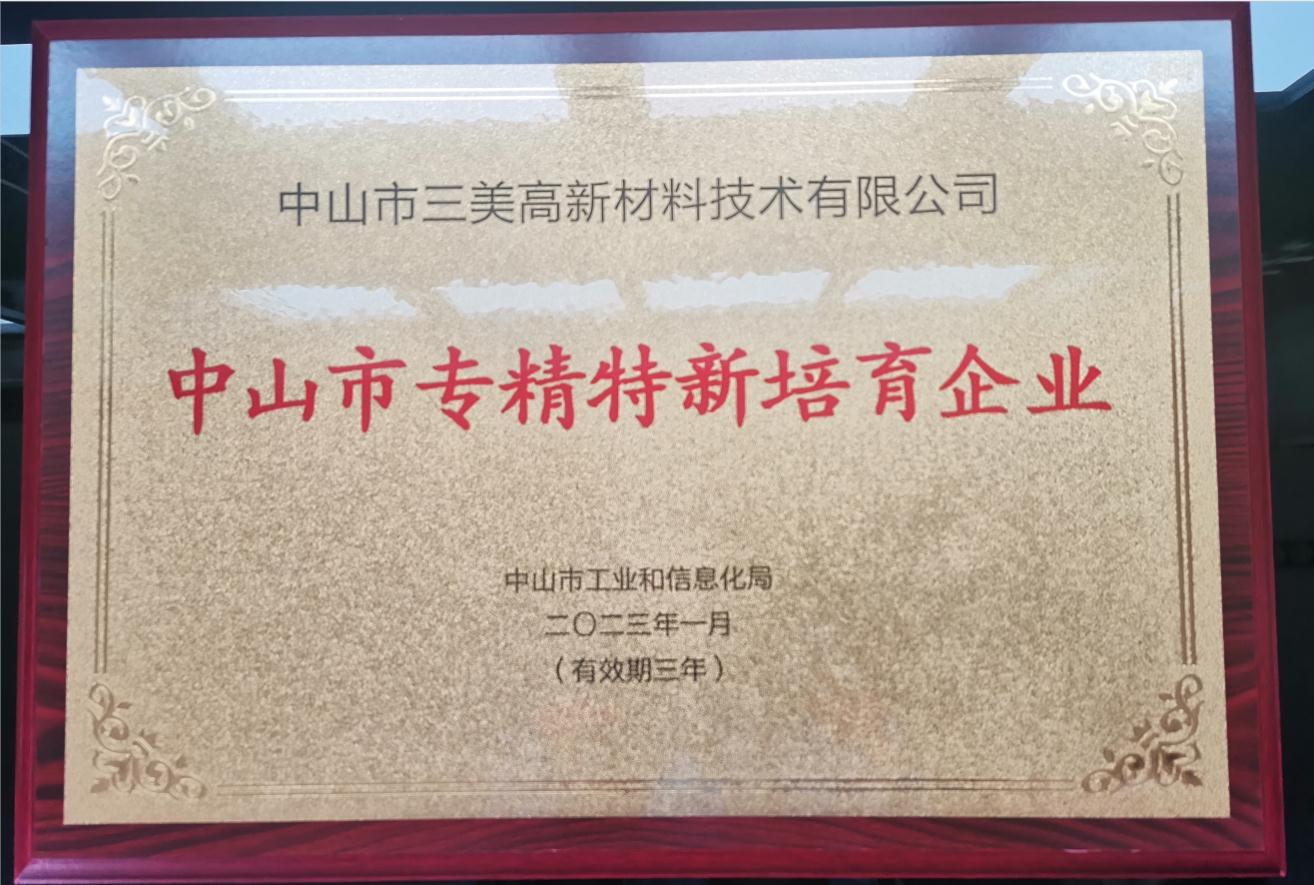 中山市三美高新材料技术有限公司
中山市专精特新培育企业
中山市工业和信息化局
二〇二三年一月
（有效期三年）